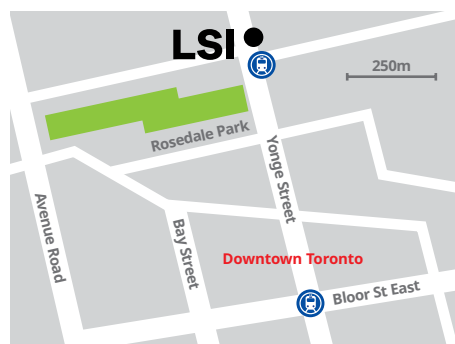 LSI
250m
Rosedale Park
Yonge Street
Avenue Road
Bay Street
Downtown Toronto
Bloor St East